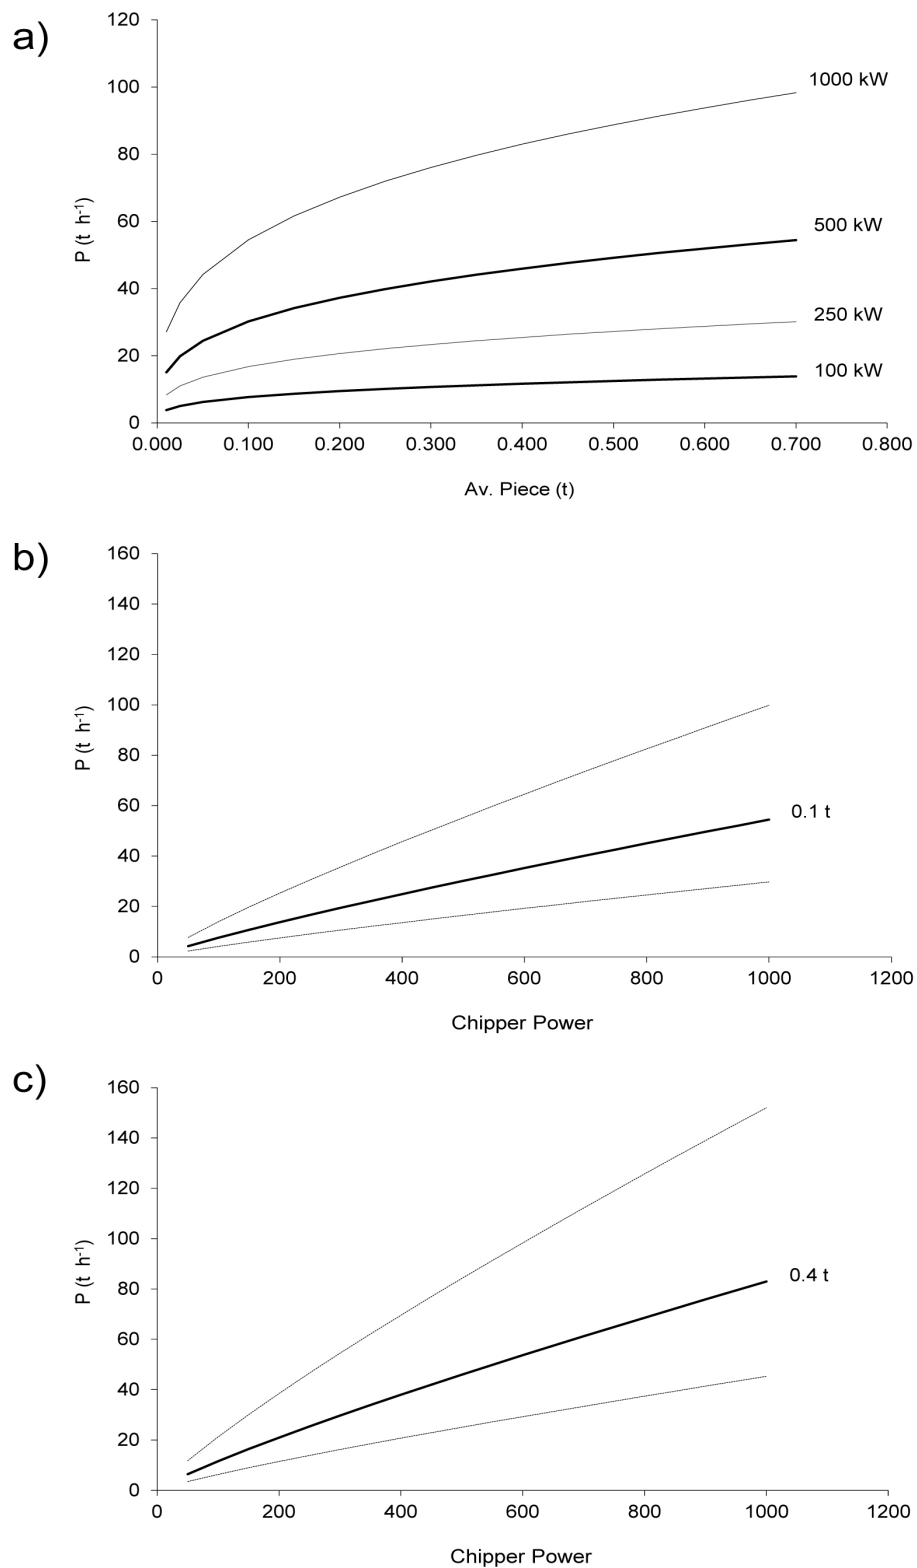 a)
120
100
80
60
40
20
0
P (t h-1)
1000 kW
500 kW
250 kW
100 kW
0.000 0.100 0.200 0.300 0.400 0.500 0.600 0.700 0.800
Av. Piece (t)
b)
160
140
120
100
80
60
40
20
0
P (t h-1)
0.1 t
0 200 400 600 800 1000 1200
Chipper Power
c)
160
140
120
100
80
60
40
20
0
P (t h-1)
0.4 t
0 200 400 600 800 1000 1200
Chipper Power